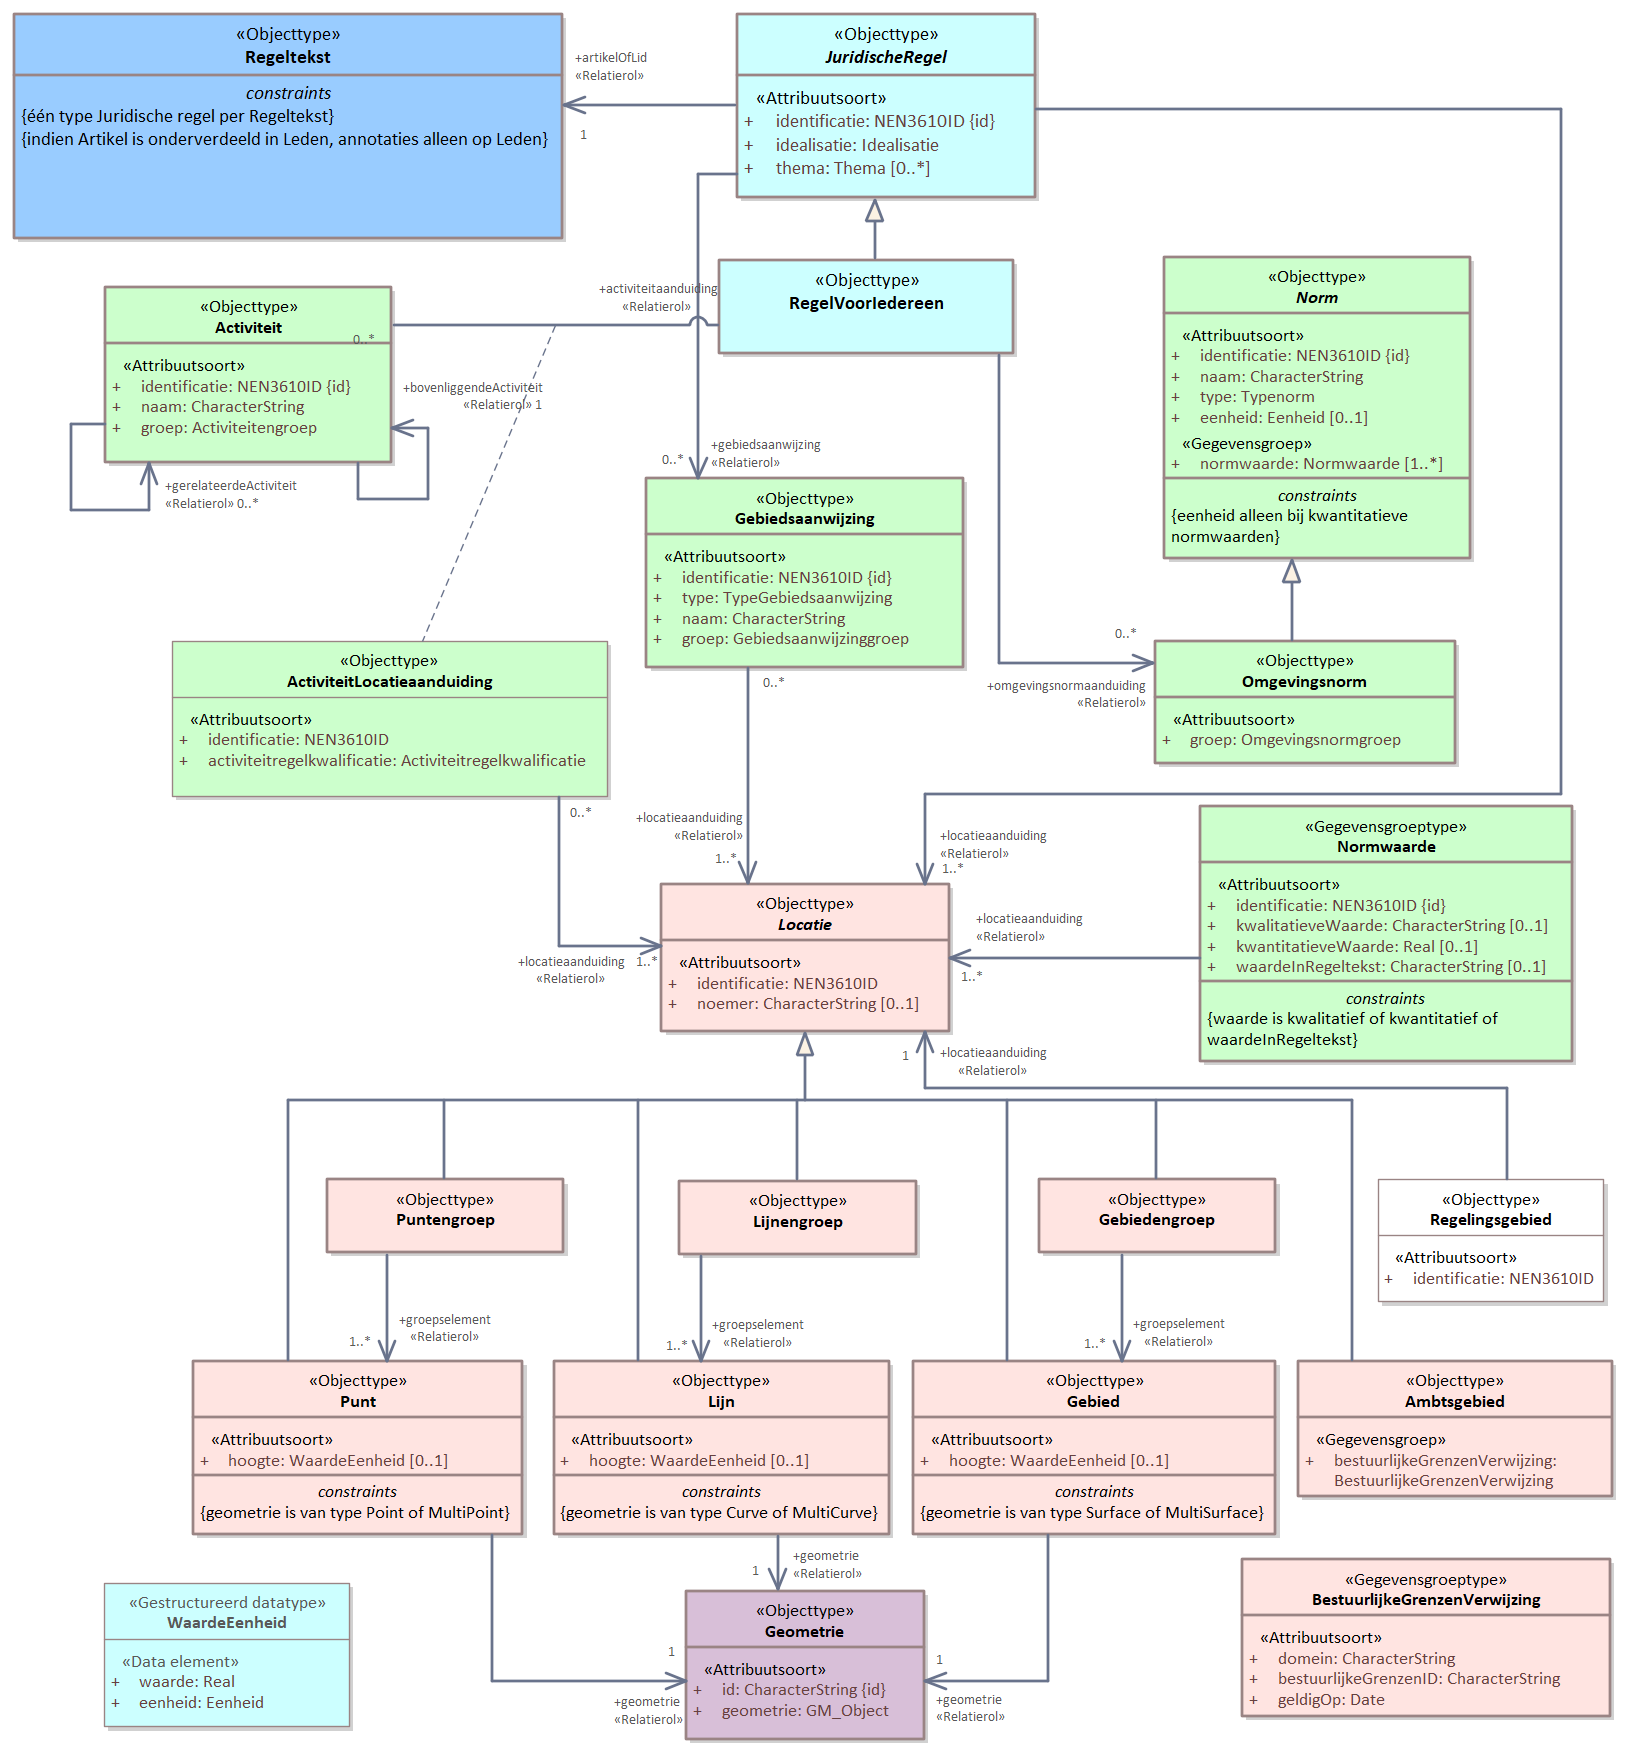 «Objecttype»
Regeltekst
constraints
{één type Juridische regel per Regeltekst}
{indien Artikel is onderverdeeld in Leden, annotaties alleen op Leden}
+artikelOfLid
«Relatierol»
1
«Objecttype»
JuridischeRegel
«Attribuutsoort»
+ identificatie: NEN3610ID {id}
+ idealisatie: Idealisatie
+ thema: Thema [0..*]
«Objecttype»
RegelVoorIedereen
+activiteitaanduiding
«Relatierol»
0..*
«Objecttype»
Activiteit
«Attribuutsoort»
+ identificatie: NEN3610ID {id}
+ naam: CharacterString
+ groep: Activiteitengroep
+bovenliggendeActiviteit
«Relatierol» 1
+gerelateerdeActiviteit
«Relatierol» 0..*
«Objecttype»
Norm
«Attribuutsoort»
+ identificatie: NEN3610ID {id}
+ naam: CharacterString
+ type: Typenorm
+ eenheid: Eenheid [0..1]
«Gegevensgroep»
+ normwaarde: Normwaarde [1..*]
constraints
{eenheid alleen bij kwantitatieve
normwaarden}
+gebiedsaanwijzing
«Relatierol»
0..*
«Objecttype»
Gebiedsaanwijzing
«Attribuutsoort»
+ identificatie: NEN3610ID {id}
+ type: TypeGebiedsaanwijzing
+ naam: CharacterString
+ groep: Gebiedsaanwijzinggroep
0..*
0..*
+omgevingsnormaanduiding
«Relatierol»
«Objecttype»
Omgevingsnorm
«Attribuutsoort»
+ groep: Omgevingsnormgroep
«Objecttype»
ActiviteitLocatieaanduiding
«Attribuutsoort»
+ identificatie: NEN3610ID
+ activiteitregelkwalificatie: Activiteitregelkwalificatie
0..*
+locatieaanduiding
«Relatierol»
1..*
+locatieaanduiding
«Relatierol»
1..*
«Gegevensgroeptype»
Normwaarde
«Attribuutsoort»
+ identificatie: NEN3610ID {id}
+ kwalitatieveWaarde: CharacterString [0..1]
+ kwantitatieveWaarde: Real [0..1]
+ waardeInRegeltekst: CharacterString [0..1]
constraints
{waarde is kwalitatief of kwantitatief of
waardeInRegeltekst}
«Objecttype»
Locatie
«Attribuutsoort»
+ identificatie: NEN3610ID
+ noemer: CharacterString [0..1]
+locatieaanduiding
«Relatierol»
1..*
+locatieaanduiding
«Relatierol»
1..*
1
+locatieaanduiding
«Relatierol»
«Objecttype»
Puntengroep
«Objecttype»
Lijnengroep
«Objecttype»
Gebiedengroep
«Objecttype»
Regelingsgebied
«Attribuutsoort»
+ identificatie: NEN3610ID
+groepselement
«Relatierol»
1..*
+groepselement
«Relatierol»
1..*
+groepselement
«Relatierol»
1..*
«Objecttype»
Punt
«Attribuutsoort»
+ hoogte: WaardeEenheid [0..1]
constraints
{geometrie is van type Point of MultiPoint}
«Objecttype»
Lijn
«Attribuutsoort»
+ hoogte: WaardeEenheid [0..1]
constraints
{geometrie is van type Curve of MultiCurve}
«Objecttype»
Gebied
«Attribuutsoort»
+ hoogte: WaardeEenheid [0..1]
constraints
{geometrie is van type Surface of MultiSurface}
«Objecttype»
Ambtsgebied
«Gegevensgroep»
+ bestuurlijkeGrenzenVerwijzing:
BestuurlijkeGrenzenVerwijzing
+geometrie
«Relatierol»
1
«Gestructureerd datatype»
WaardeEenheid
«Data element»
+ waarde: Real
+ eenheid: Eenheid
1
+geometrie
«Relatierol»
«Objecttype»
Geometrie
«Attribuutsoort»
+ id: CharacterString {id}
+ geometrie: GM_Object
1
+geometrie
«Relatierol»
«Gegevensgroeptype»
BestuurlijkeGrenzenVerwijzing
«Attribuutsoort»
+ domein: CharacterString
+ bestuurlijkeGrenzenID: CharacterString
+ geldigOp: Date